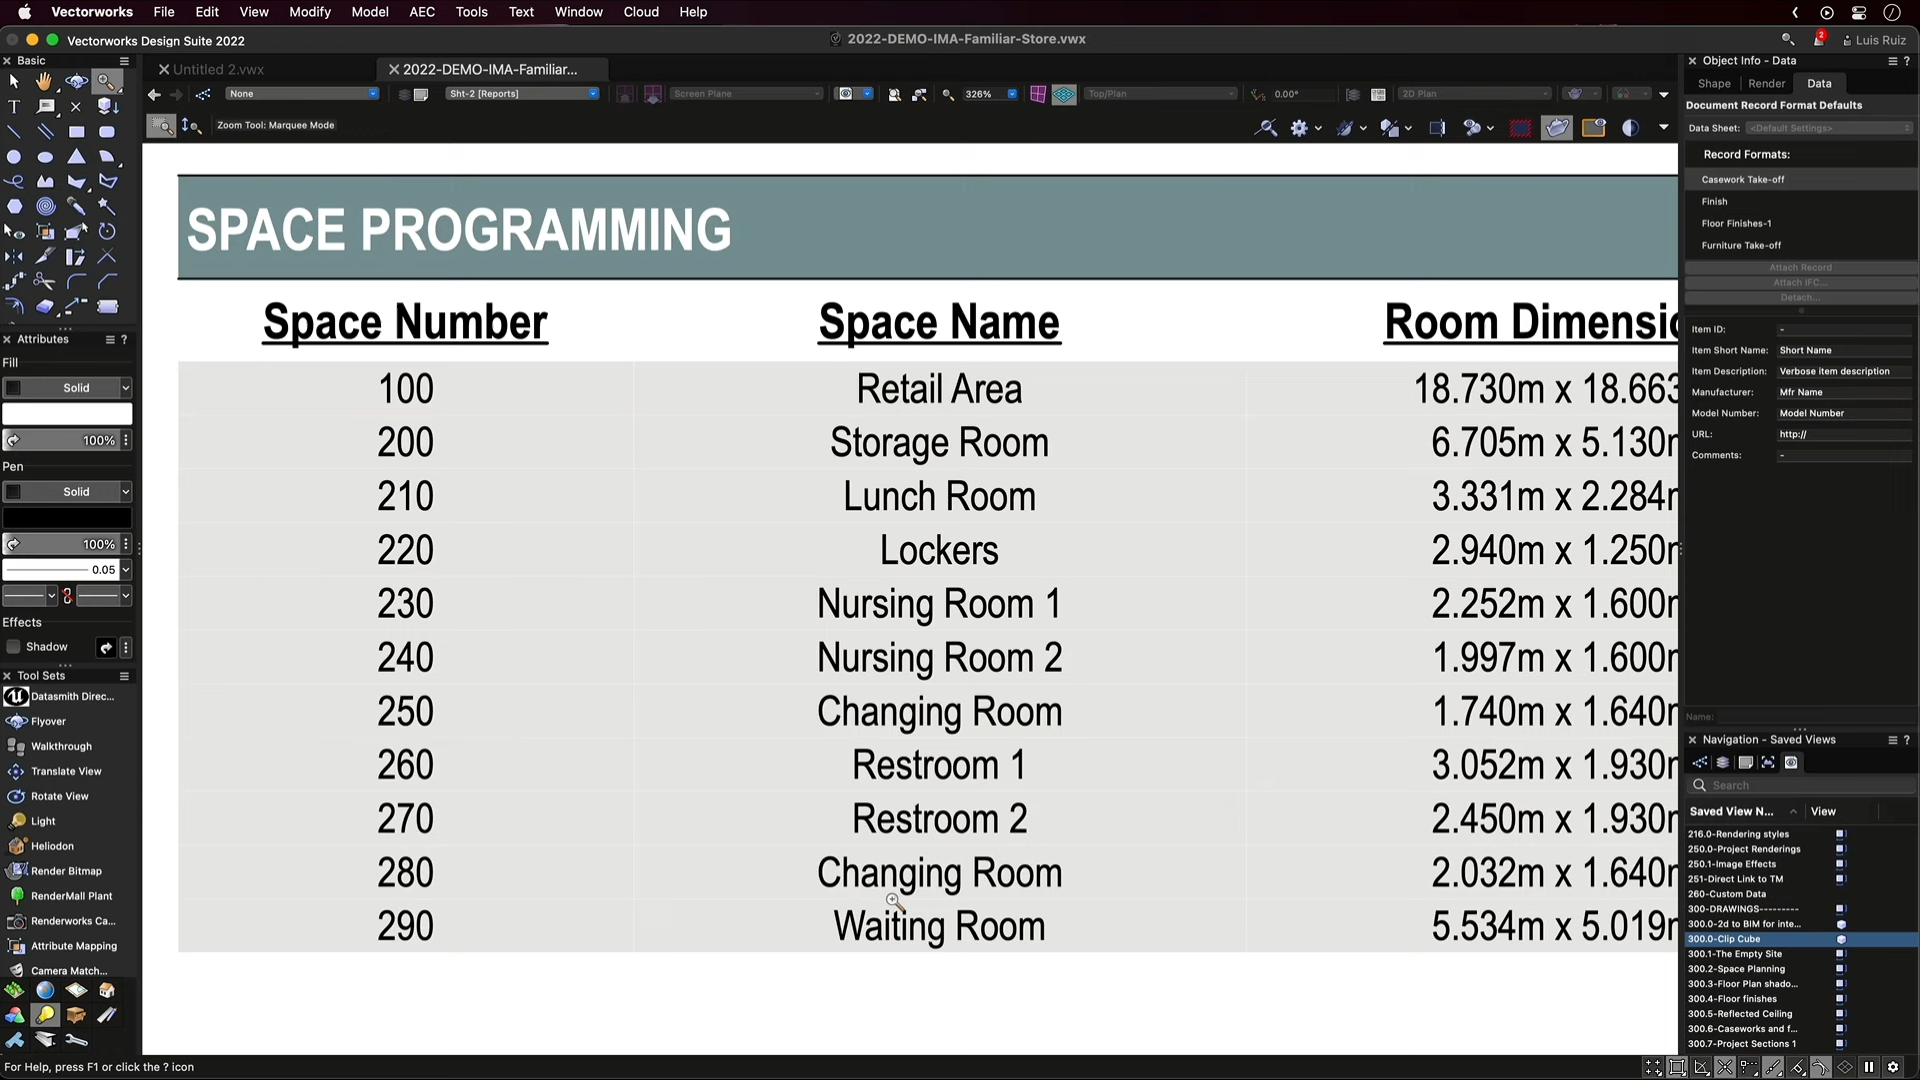 Vectorworks File Edit View Modify Model AEC Tools Text Window Cloud Help
Vectorworks Design Suite 2022
2022-DEMO-IMA-Familiar-Store.vwx
2
Luis Ruiz
Basic
Untitled 2.vwx
2022-DEMO-IMA-Familiar...
None
Sht-2 [Reports]
Screen Plane
326%
Top/Plan
0.00°
2D Plan
Zoom Tool: Marquee Mode
SPACE PROGRAMMING
Space Number Space Name Room Dimensio
100 Retail Area 18.730m x 18.663
200 Storage Room 6.705m x 5.130m
210 Lunch Room 3.331m x 2.284m
220 Lockers 2.940m x 1.250m
230 Nursing Room 1 2.252m x 1.600m
240 Nursing Room 2 1.997m x 1.600m
250 Changing Room 1.740m x 1.640m
260 Restroom 1 3.052m x 1.930m
270 Restroom 2 2.450m x 1.930m
280 Changing Room 2.032m x 1.640m
290 Waiting Room 5.534m x 5.019m
Attributes
?
Fill
Solid
100%
Pen
Solid
100%
0.05
Effects
Shadow
Tool Sets
Datasmith Direc...
Flyover
Walkthrough
Translate View
Rotate View
Light
Heliodon
Render Bitmap
RenderMall Plant
Renderworks Ca...
Attribute Mapping
Camera Match...
For Help, press F1 or click the ? icon
Object Info - Data
?
Shape Render Data
Document Record Format Defaults
Data Sheet: <Default Settings>
Record Formats:
Casework Take-off
Finish
Floor Finishes-1
Furniture Take-off
Attach Record
Attach IFC...
Detach...
Item ID: -
Item Short Name: Short Name
Item Description: Verbose item description
Manufacturer: Mfr Name
Model Number: Model Number
URL: http://
Comments: -
Name:
Navigation - Saved Views
?
Search
Saved View N... View
216.0-Rendering styles
250.0-Project Renderings
250.1-Image Effects
251-Direct Link to TM
260-Custom Data
300-DRAWINGS---------
300.0-2d to BIM for inte...
300.0-Clip Cube
300.1-The Empty Site
300.2-Space Planning
300.3-Floor Plan shado...
300.4-Floor finishes
300.5-Reflected Ceiling
300.6-Caseworks and f...
300.7-Project Sections 1